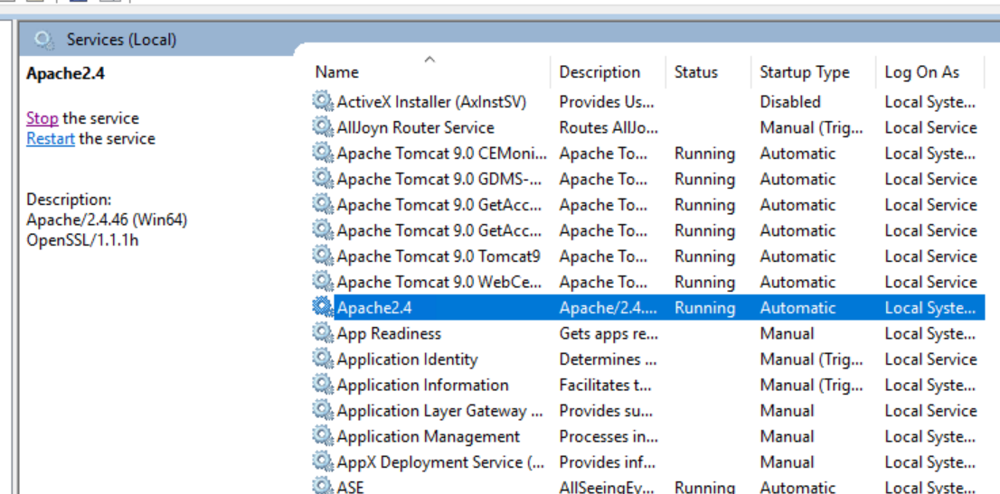 Services (Local)
Apache2.4
Stop the service
Restart the service
Description:
Apache/2.4.46 (Win64)
OpenSSL/1.1.1h
Name Description Status Startup Type Log On As
ActiveX Installer (AxInstSV) Provides Us... Disabled Local Syste...
AllJoyn Router Service Routes AllJo... Manual (Trig... Local Service
Apache Tomcat 9.0 CEMoni... Apache To... Running Automatic Local Syste...
Apache Tomcat 9.0 GDMS-... Apache To... Running Automatic Local Service
Apache Tomcat 9.0 GetAcc... Apache To... Running Automatic Local Service
Apache Tomcat 9.0 GetAcc... Apache To... Running Automatic Local Service
Apache Tomcat 9.0 Tomcat9 Apache To... Running Automatic Local Service
Apache Tomcat 9.0 WebCe... Apache To... Running Automatic Local Service
Apache2.4 Apache/2.4.... Running Automatic Local Syste...
App Readiness Gets apps re... Manual Local Syste...
Application Identity Determines ... Manual (Trig... Local Service
Application Information Facilitates t... Manual (Trig... Local Syste...
Application Layer Gateway ... Provides su... Manual Local Service
Application Management Processes in... Manual Local Syste...
AppX Deployment Service (... Provides inf... Manual Local Syste...
ASE AllSeeingEy... Running Automatic Local Syste...